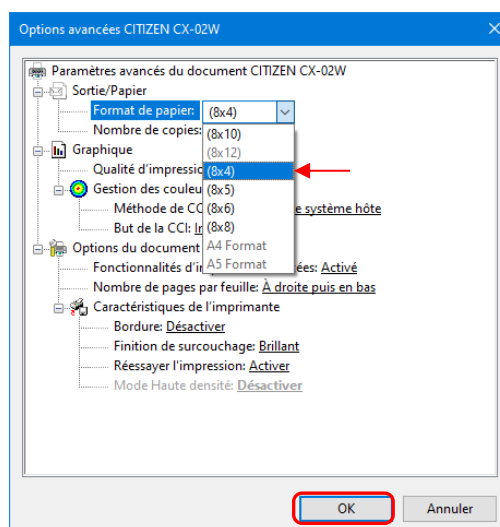 Options avancées CITIZEN CX-02W
Paramètres avancés du document CITIZEN CX-02W
Sortie/Papier
Format de papier: (8x4)
Nombre de copies:
(8x10)
(8x12)
(8x4)
(8x5)
(8x6)
(8x8)
A4 Format
A5 Format
Graphique
Qualité d'impressio
Gestion des couleu
Méthode de CC e système hôte
But de la CCI: I
Options du document
Fonctionnalités d'i ées: Activé
Nombre de pages par feuille: À droite puis en bas
Caractéristiques de l'imprimante
Bordure: Désactiver
Finition de surcouchage: Brillant
Réessayer l'impression: Activer
Mode Haute densité: Désactiver
OK Annuler